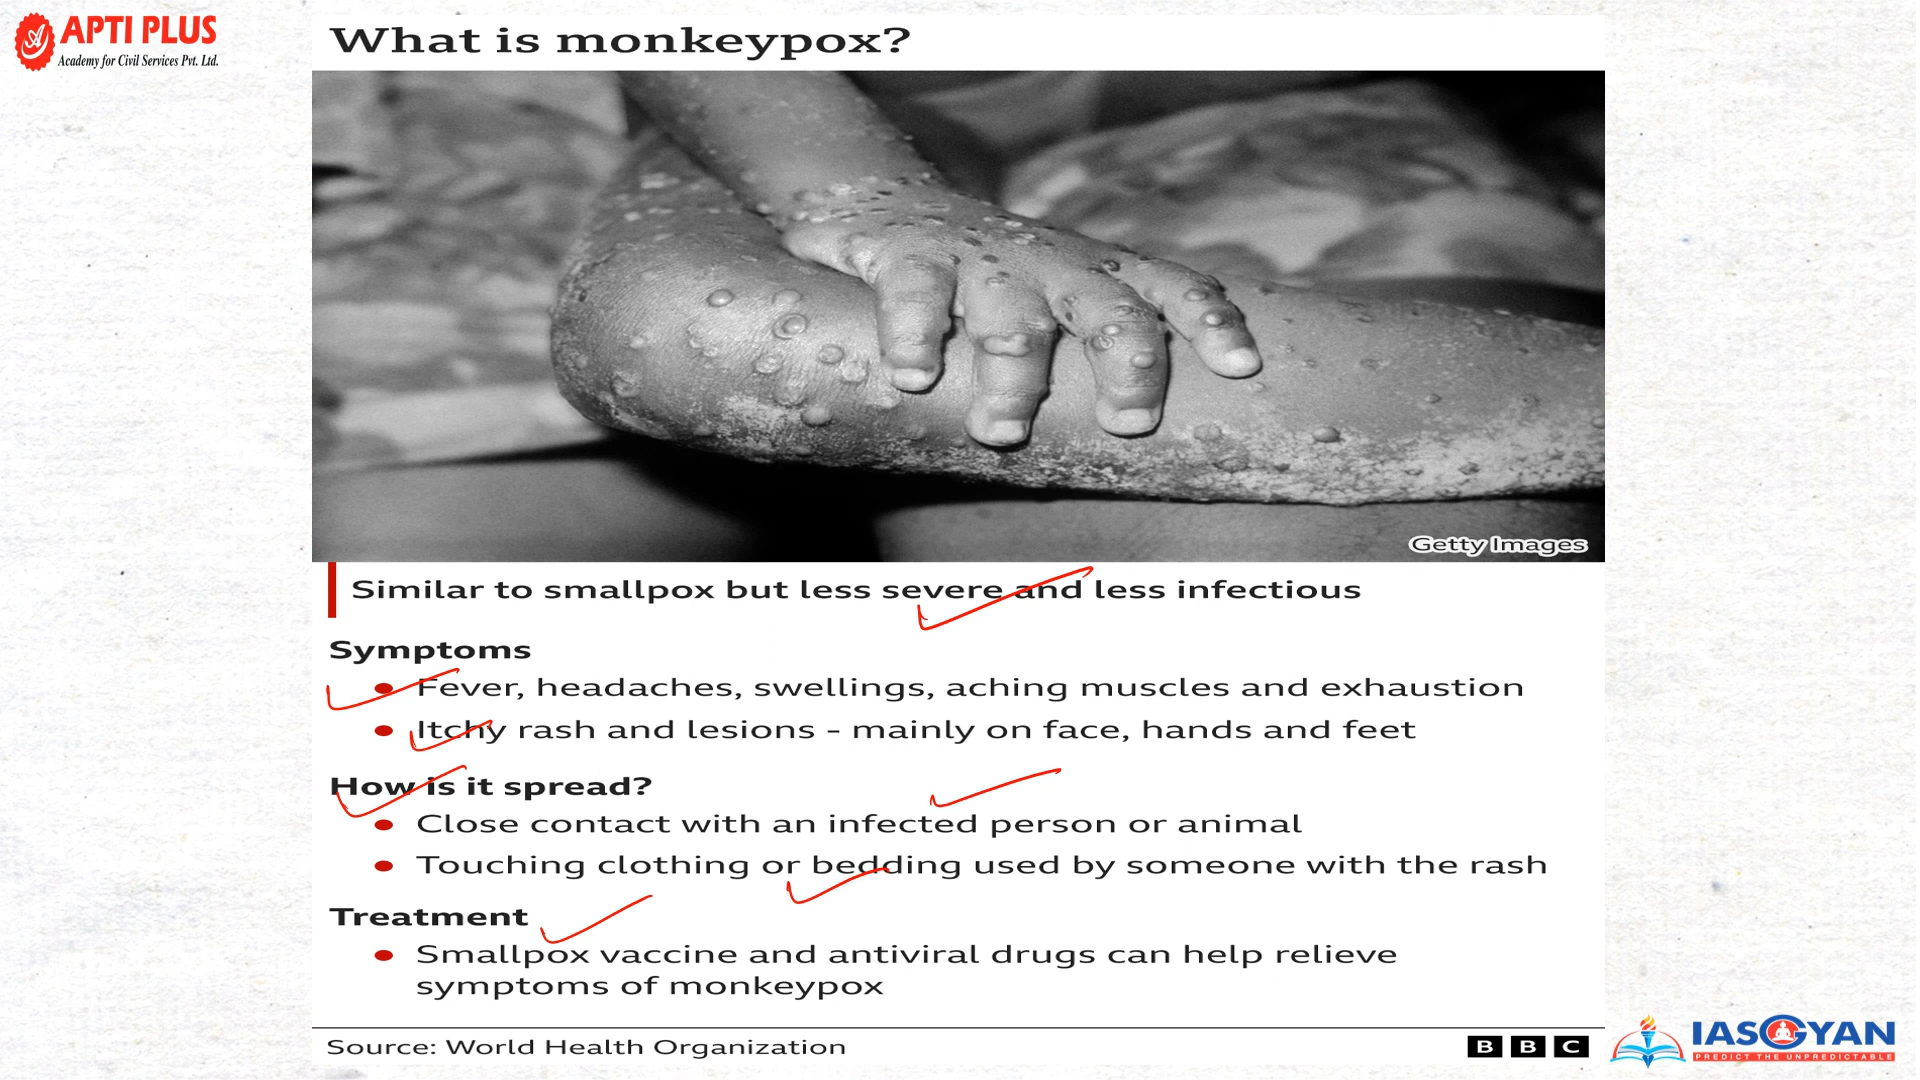 APTI PLUS
Academy for Civil Services Pvt. Ltd.
What is monkeypox?
Getty Images
Similar to smallpox but less severe and less infectious
Symptoms
Fever, headaches, swellings, aching muscles and exhaustion
Itchy rash and lesions - mainly on face, hands and feet
How is it spread?
Close contact with an infected person or animal
Touching clothing or bedding used by someone with the rash
Treatment
Smallpox vaccine and antiviral drugs can help relieve
symptoms of monkeypox
Source: World Health Organization
BBC
IASGYAN
PREDICT THE UNPREDICTABLE